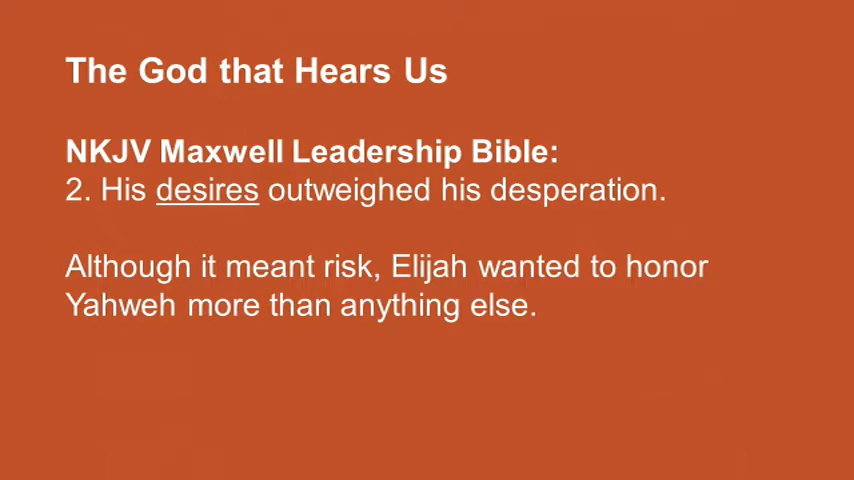 The God that Hears Us
NKJV Maxwell Leadership Bible:
2. His desires outweighed his desperation.
Although it meant risk, Elijah wanted to honor
Yahweh more than anything else.